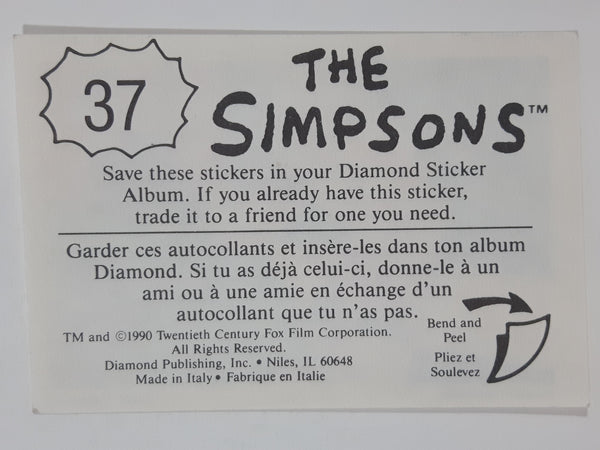 37
THE
SIMPSONS™
Save these stickers in your Diamond Sticker
Album. If you already have this sticker,
trade it to a friend for one you need.
Garder ces autocollants et insère-les dans ton album
Diamond. Si tu as déjà celui-ci, donne-le à un
ami ou à une amie en échange d'un
autocollant que tu n'as pas.
TM and ©1990 Twentieth Century Fox Film Corporation.
All Rights Reserved.
Diamond Publishing, Inc. • Niles, IL 60648
Made in Italy • Fabrique en Italie
Bend and
Peel
Pliez et
Soulevez